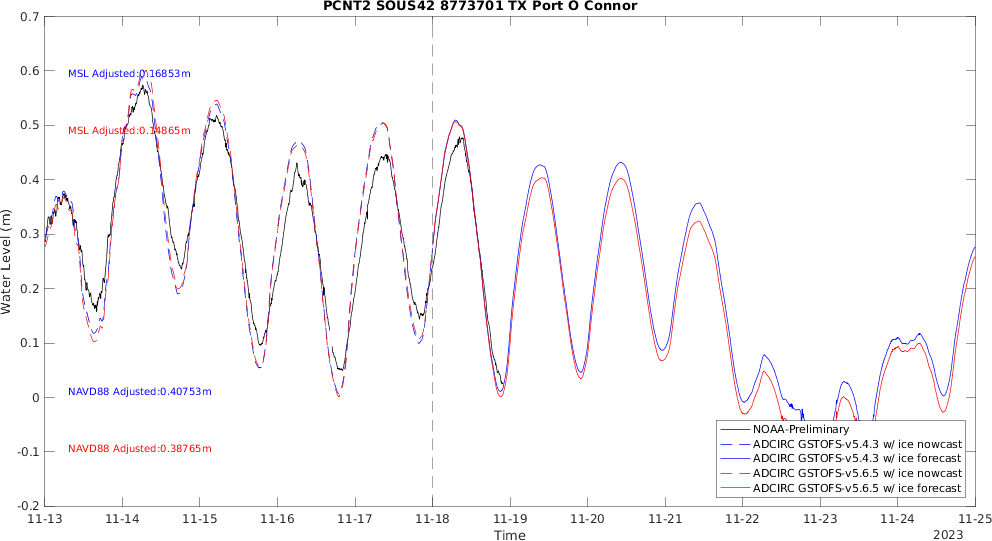 PCNT2 SOUS42 8773701 TX Port O Connor
0.7
0.6
0.5
0.4
0.3
0.2
0.1
0
-0.1
-0.2
Water Level (m)
MSL Adjusted:0.16853m
MSL Adjusted:0.14865m
NAVD88 Adjusted:0.40753m
NAVD88 Adjusted:0.38765m
NOAA-Preliminary
ADCIRC GSTOFS-v5.4.3 w/ ice nowcast
ADCIRC GSTOFS-v5.4.3 w/ ice forecast
ADCIRC GSTOFS-v5.6.5 w/ ice nowcast
ADCIRC GSTOFS-v5.6.5 w/ ice forecast
11-13 11-14 11-15 11-16 11-17 11-18 11-19 11-20 11-21 11-22 11-23 11-24 11-25
Time
2023